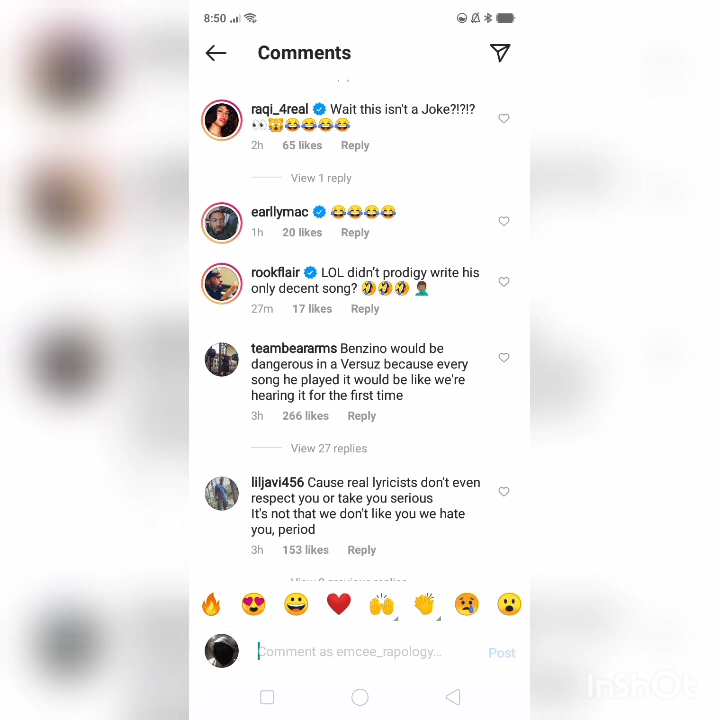 8:50
Comments
raqi_4real Wait this isn't a Joke?!?!?
👀🙀😂😂😂😂
2h 65 likes Reply
View 1 reply
earllymac 😂😂😂😂
1h 20 likes Reply
rookflair LOL didn't prodigy write his
only decent song? 🤣🤣🤣 🤦🏾‍♂️
27m 17 likes Reply
teambeararms Benzino would be
dangerous in a Versuz because every
song he played it would be like we're
hearing it for the first time
3h 266 likes Reply
View 27 replies
liljavi456 Cause real lyricists don't even
respect you or take you serious
It's not that we don't like you we hate
you, period
3h 153 likes Reply
🔥😍😀❤️🙌👏😢😮
Comment as emcee_rapology... Post
InShOt